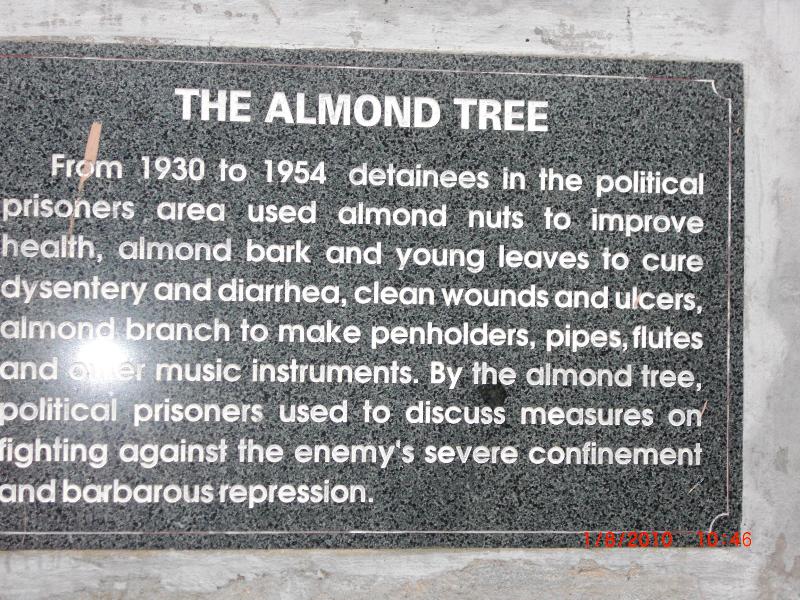 THE ALMOND TREE
From 1930 to 1954 detainees in the political
prisoners area used almond nuts to improve
health, almond bark and young leaves to cure
dysentery and diarrhea, clean wounds and ulcers,
almond branch to make penholders, pipes, flutes
and other music instruments. By the almond tree,
political prisoners used to discuss measures on
fighting against the enemy's severe confinement
and barbarous repression.
1/8/2010 10:46